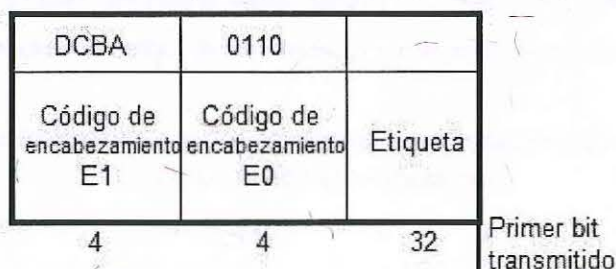 DCBA 0110
Código de encabezamiento E1
Código de encabezamiento E0
Etiqueta
4 4 32
Primer bit transmitido